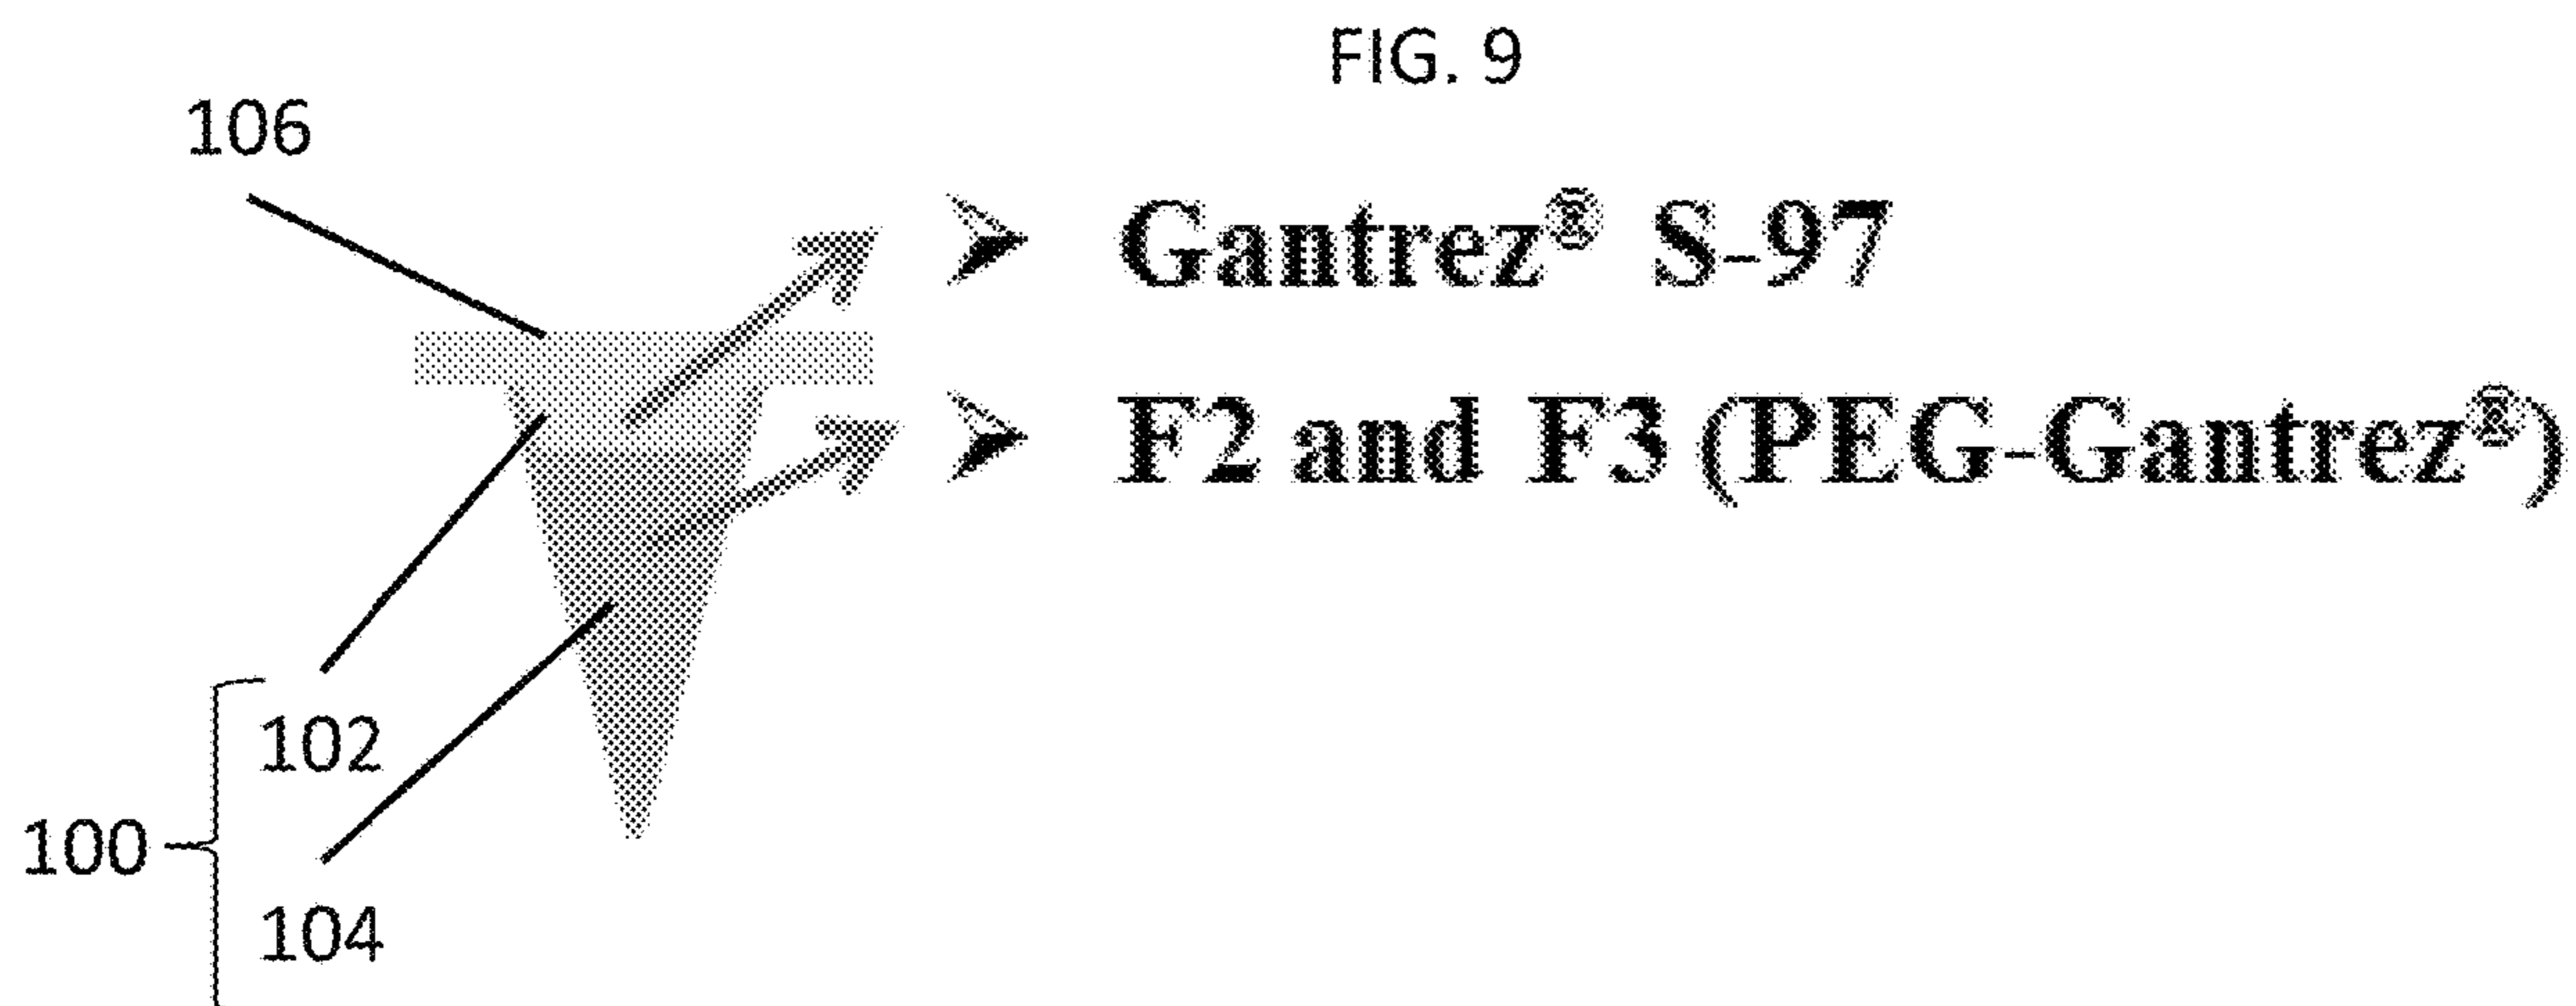 FIG. 9
106
➢ Gantrez® S-97
➢ F2 and F3 (PEG-Gantrez®)
102
100
104